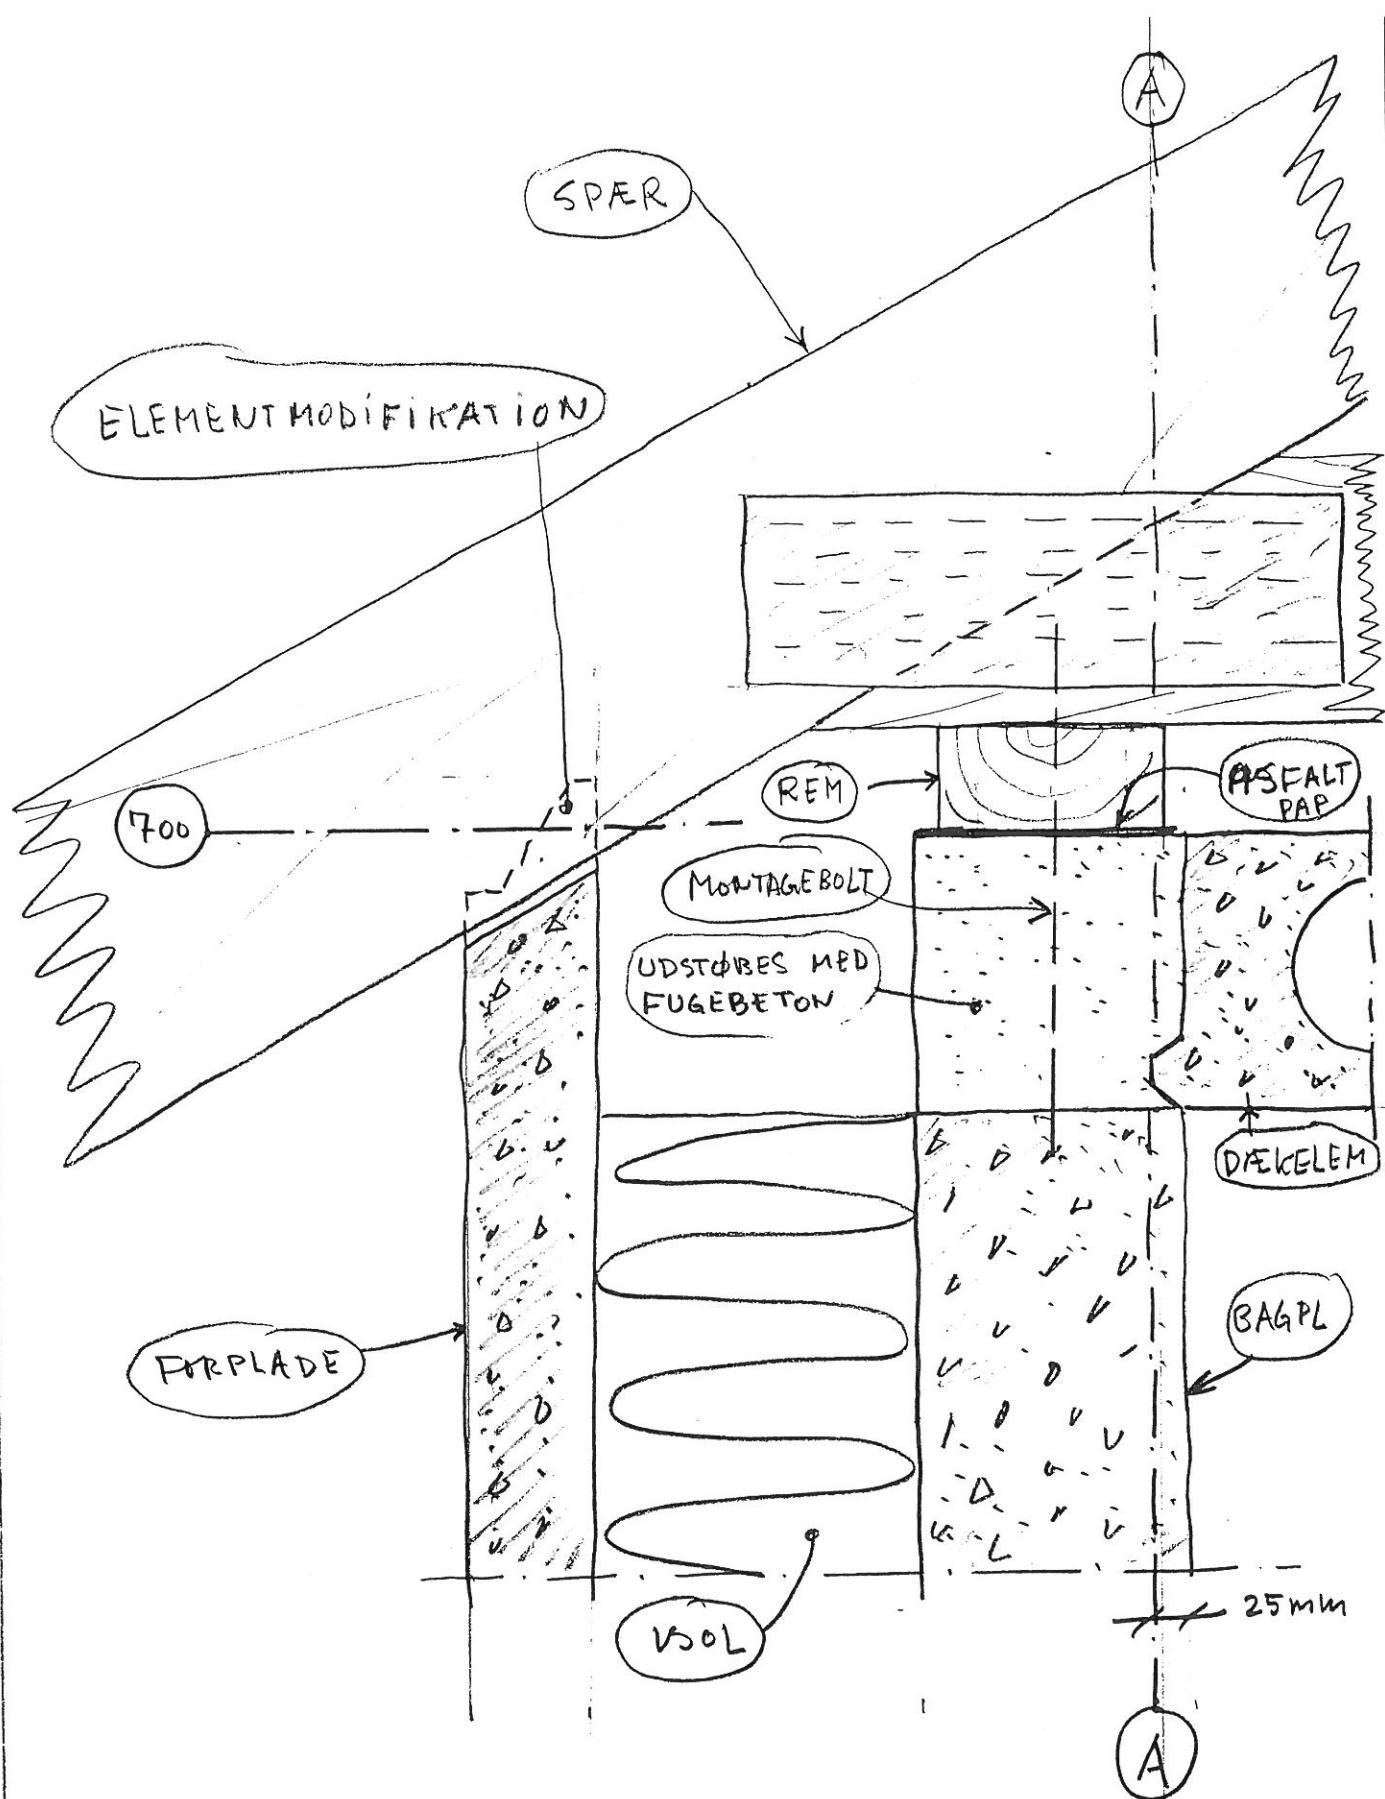 A
SPÆR
ELEMENTMODIFIKATION
700
REM
ASFALT
PAP
MONTAGEBOLT
UDSTØBES MED
FUGEBETON
DÆKELEM
BAGPL
FORPLADE
ISOL
25mm
A